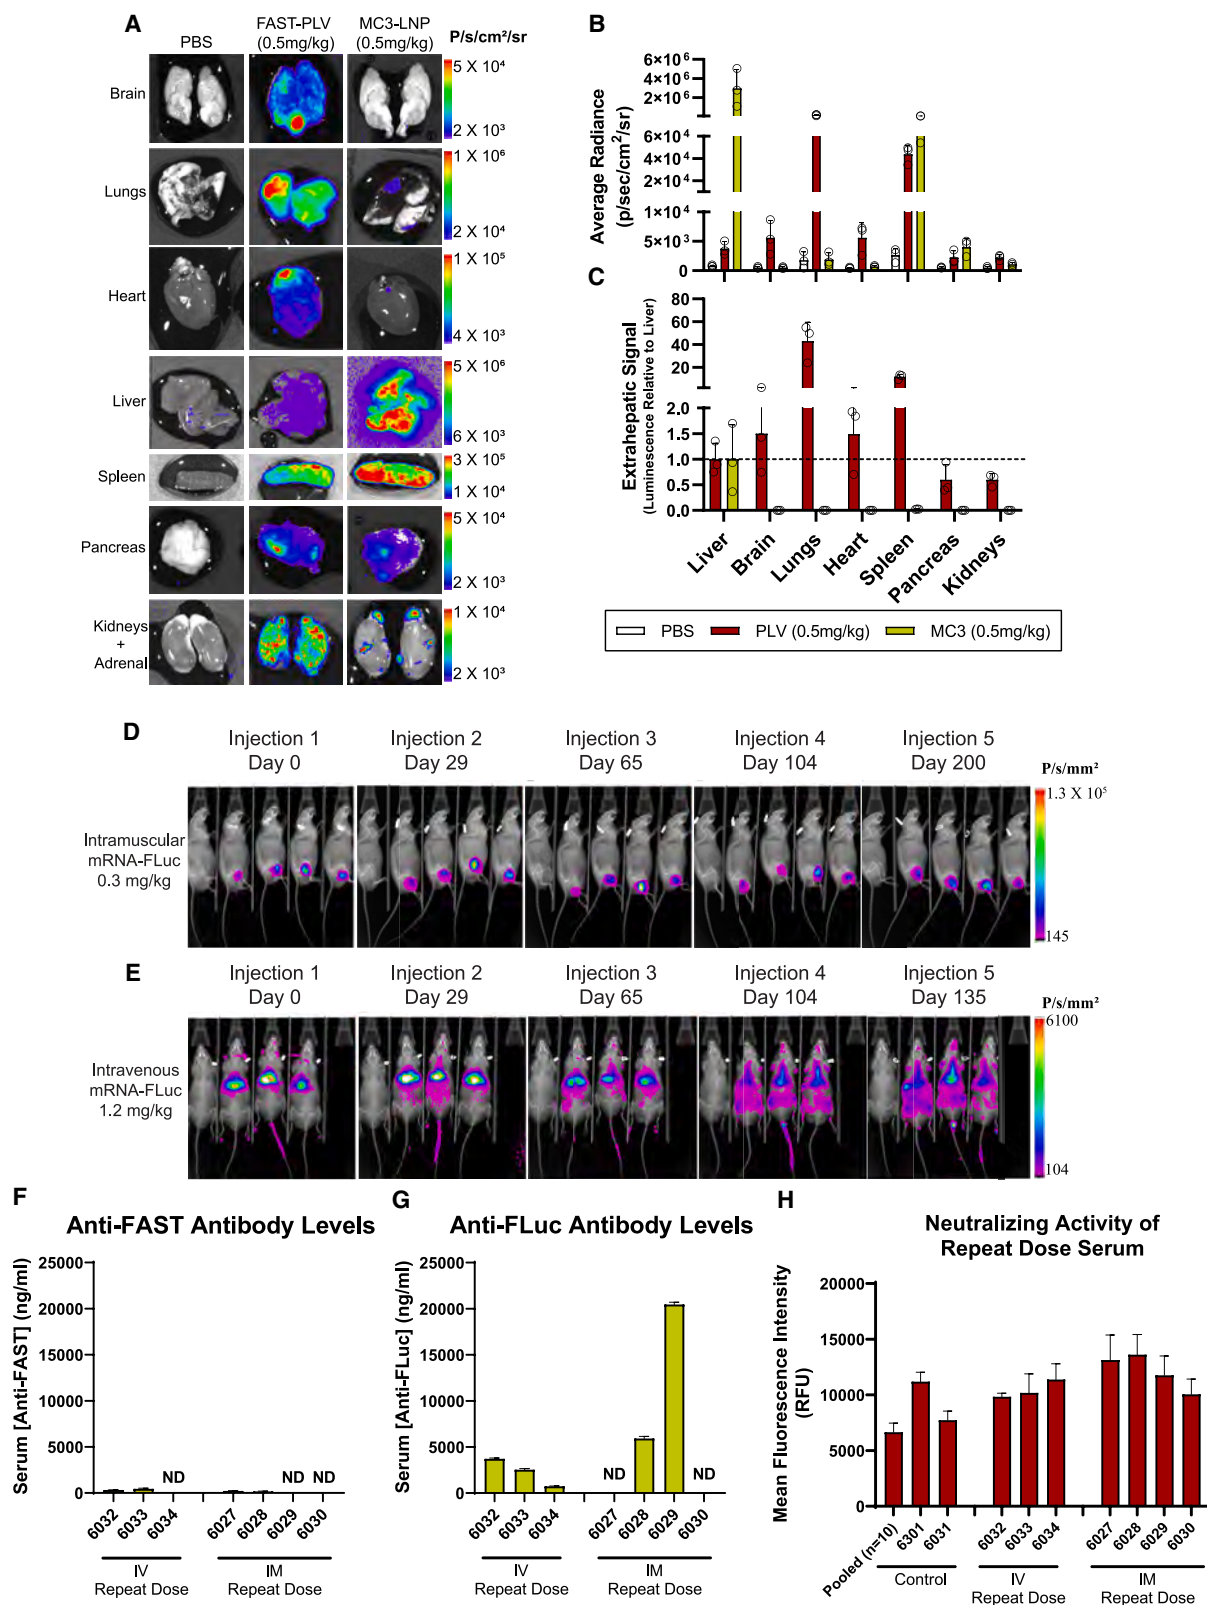 A
PBS
FAST-PLV
(0.5mg/kg)
MC3-LNP
(0.5mg/kg)
P/s/cm²/sr
Brain
5 X 10⁴
2 X 10³
Lungs
1 X 10⁶
2 X 10⁴
Heart
1 X 10⁵
4 X 10³
Liver
5 X 10⁶
6 X 10³
Spleen
3 X 10⁵
1 X 10⁴
Pancreas
5 X 10⁴
2 X 10³
Kidneys
+
Adrenal
1 X 10⁴
2 X 10³
B
Average Radiance
(p/sec/cm²/sr)
6×10⁶
4×10⁶
2×10⁶
6×10⁴
4×10⁴
2×10⁴
1×10⁴
5×10³
0
C
Extrahepatic Signal
(Luminescence Relative to Liver)
80
60
40
20
2.0
1.5
1.0
0.5
0.0
Liver
Brain
Lungs
Heart
Spleen
Pancreas
Kidneys
PBS PLV (0.5mg/kg) MC3 (0.5mg/kg)
D
Injection 1
Day 0
Injection 2
Day 29
Injection 3
Day 65
Injection 4
Day 104
Injection 5
Day 200
P/s/mm²
1.3 X 10⁵
145
Intramuscular
mRNA-FLuc
0.3 mg/kg
E
Injection 1
Day 0
Injection 2
Day 29
Injection 3
Day 65
Injection 4
Day 104
Injection 5
Day 135
P/s/mm²
6100
104
Intravenous
mRNA-FLuc
1.2 mg/kg
F
Anti-FAST Antibody Levels
Serum [Anti-FAST] (ng/ml)
25000
20000
15000
10000
5000
0
ND
ND ND
6032
6033
6034
6027
6028
6029
6030
IV
Repeat Dose
IM
Repeat Dose
G
Anti-FLuc Antibody Levels
Serum [Anti-FLuc] (ng/ml)
25000
20000
15000
10000
5000
0
ND
ND
6032
6033
6034
6027
6028
6029
6030
IV
Repeat Dose
IM
Repeat Dose
H
Neutralizing Activity of
Repeat Dose Serum
Mean Fluorescence Intensity
(RFU)
20000
15000
10000
5000
0
Pooled (n=10)
6301
6031
6032
6033
6034
6027
6028
6029
6030
Control
IV
Repeat Dose
IM
Repeat Dose